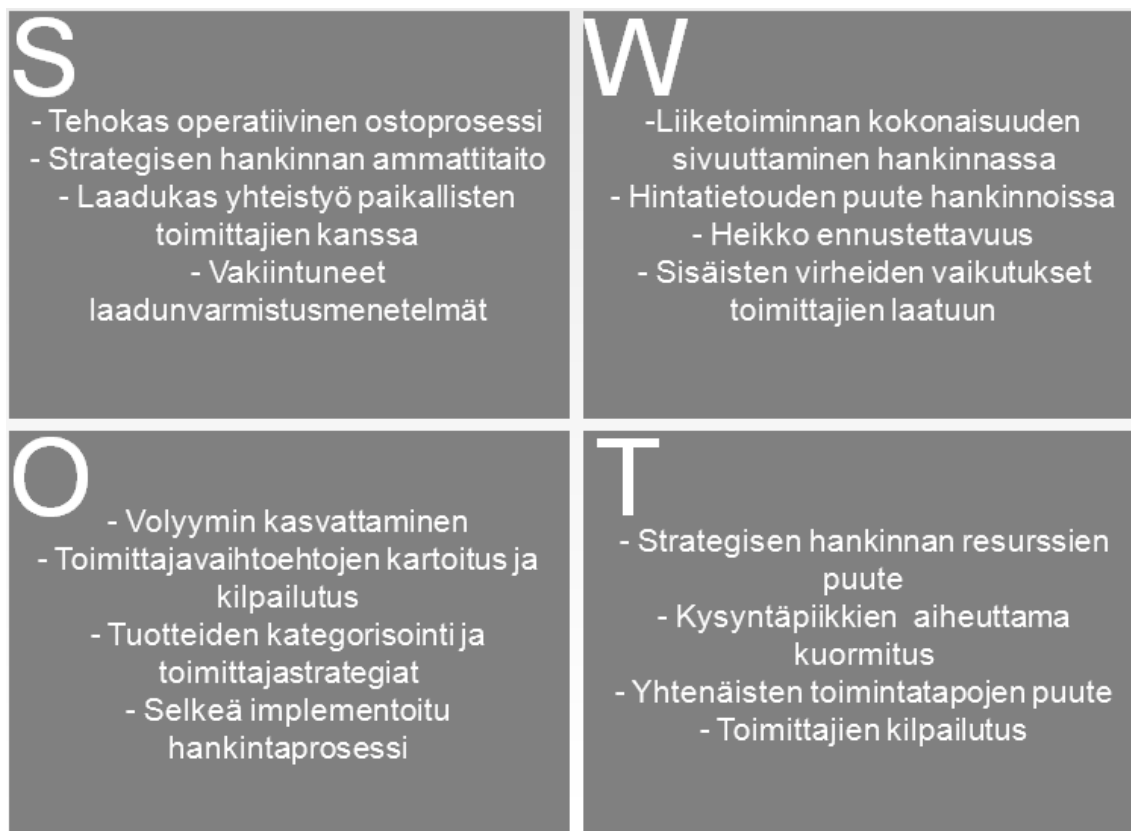 S
- Tehokas operatiivinen ostoprosessi
- Strategisen hankinnan ammattitaito
- Laadukas yhteistyö paikallisten
toimittajien kanssa
- Vakiintuneet
laadunvarmistusmenetelmät
W
-Liiketoiminnan kokonaisuuden
sivuuttaminen hankinnassa
- Hintatietouden puute hankinnoissa
- Heikko ennustettavuus
- Sisäisten virheiden vaikutukset
toimittajien laatuun
O
- Volyymin kasvattaminen
- Toimittajavaihtoehtojen kartoitus ja
kilpailutus
- Tuotteiden kategorisointi ja
toimittajastrategiat
- Selkeä implementoitu
hankintaprosessi
T
- Strategisen hankinnan resurssien
puute
- Kysyntäpiikkien  aiheuttama
kuormitus
- Yhtenäisten toimintatapojen puute
- Toimittajien kilpailutus